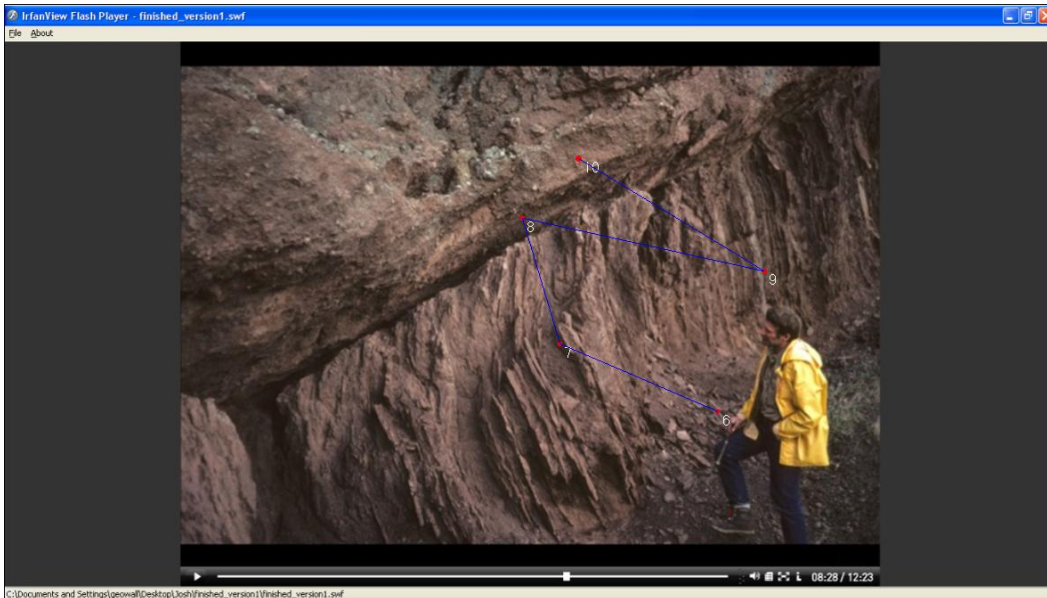 IrfanView Flash Player - finished_version1.swf
File About
10
8
9
7
6
08:28 / 12:23
C:\Documents and Settings\geowall\Desktop\Josh\finished_version1\finished_version1.swf